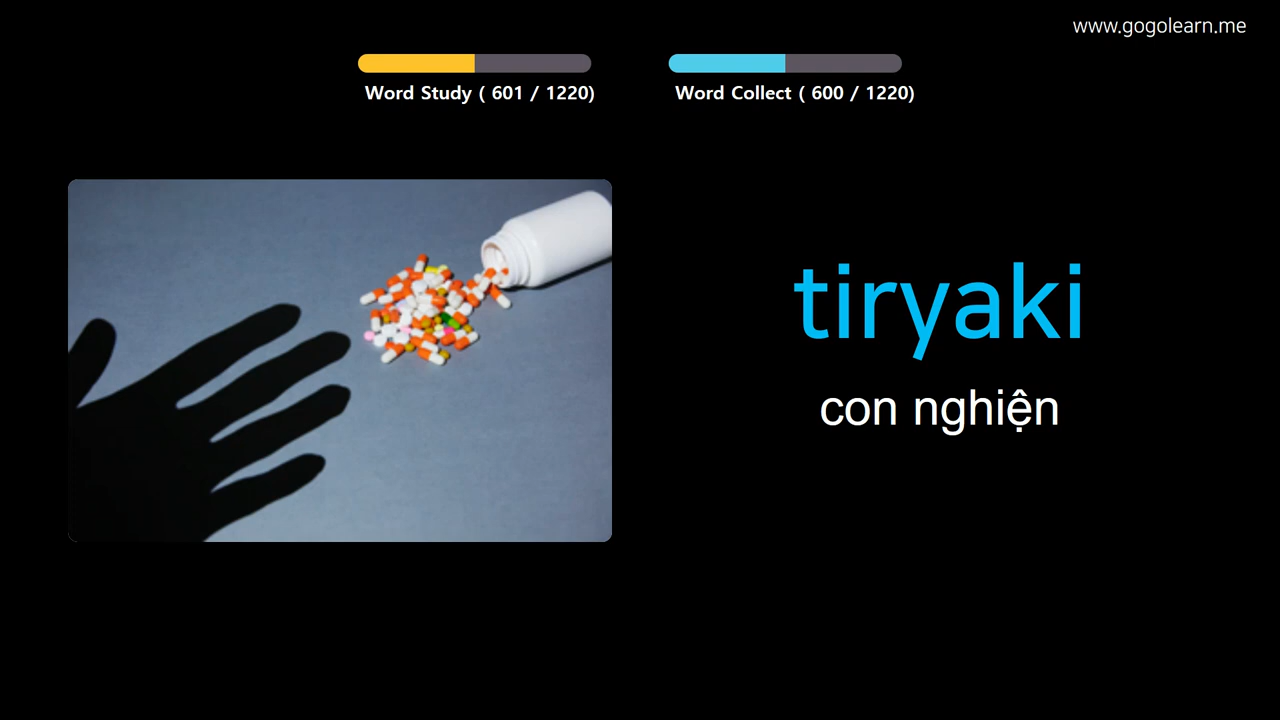 www.gogolearn.me
Word Study ( 601 / 1220)
Word Collect ( 600 / 1220)
tiryaki
con nghiện